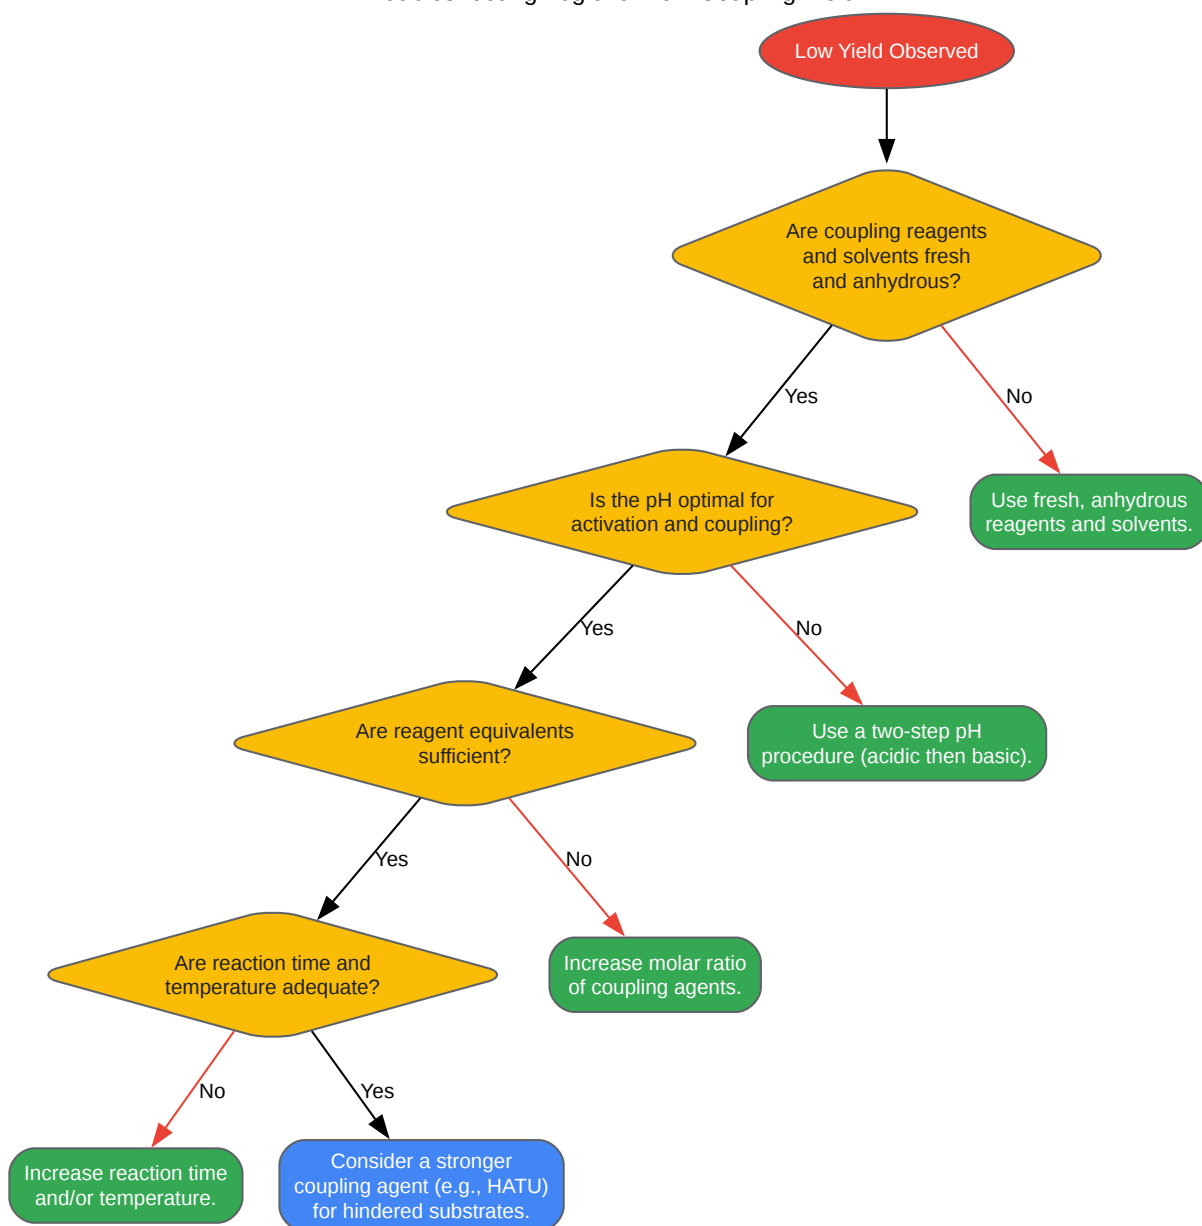 Low Yield Observed
Are coupling reagents
and solvents fresh
and anhydrous?
Yes
No
Is the pH optimal for
activation and coupling?
Use fresh, anhydrous
reagents and solvents.
Yes
No
Are reagent equivalents
sufficient?
Use a two-step pH
procedure (acidic then basic).
Yes
No
Are reaction time and
temperature adequate?
Increase molar ratio
of coupling agents.
No
Yes
Increase reaction time
and/or temperature.
Consider a stronger
coupling agent (e.g., HATU)
for hindered substrates.